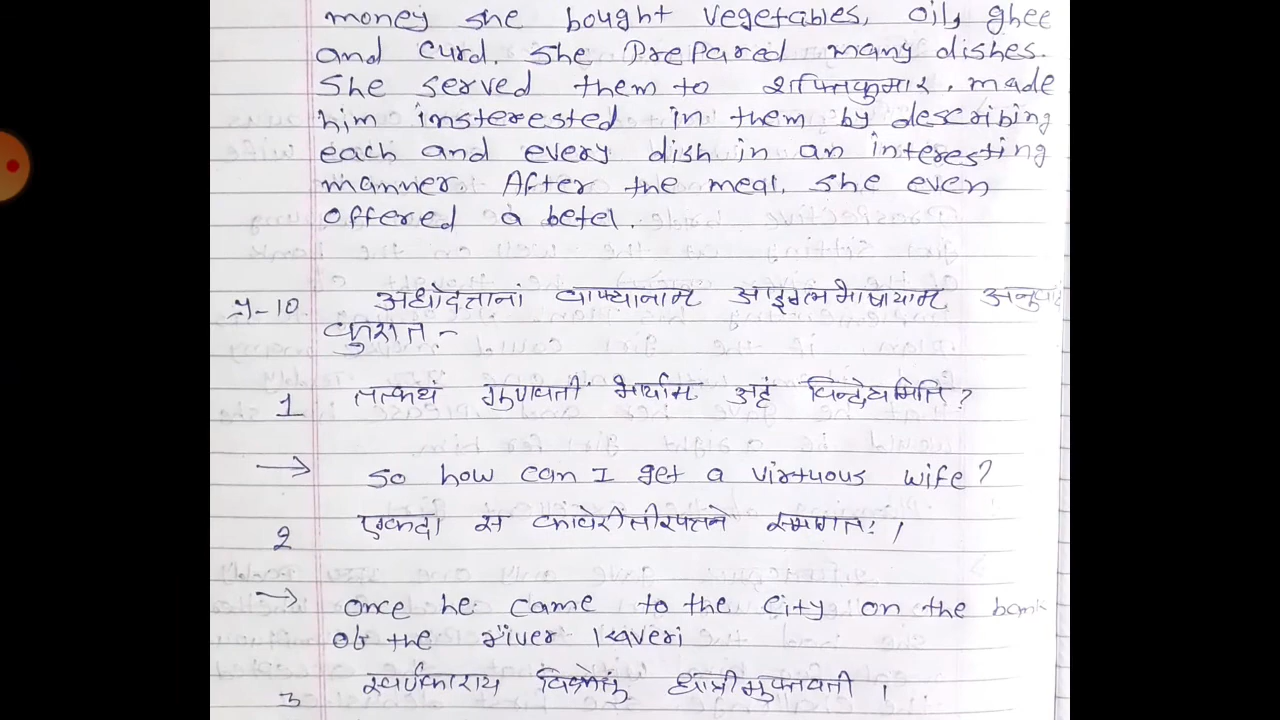 money she bought vegetables, oil, ghee
and curd. She Prepared many dishes.
She served them to शक्तिकुमार. made
him insterested in them by describing
each and every dish in an interesting
manner. After the meal, she even
offered a betel.
प्र-10. अधोदत्तानां वाक्यानाम आङ्ग्लभाषायाम
कुरुत:-
1 तत्कथं गुणवतीं भार्याम अहं विन्देयमिति?
→ So how can I get a virtuous wife?
2 एकदा स कावेरीतीरपत्तने समागतः।
→ Once he came to the city on the bank
of the river Kaveri
3 स्वर्णकाराय विक्रेतुं धात्रीमुक्तवती ।